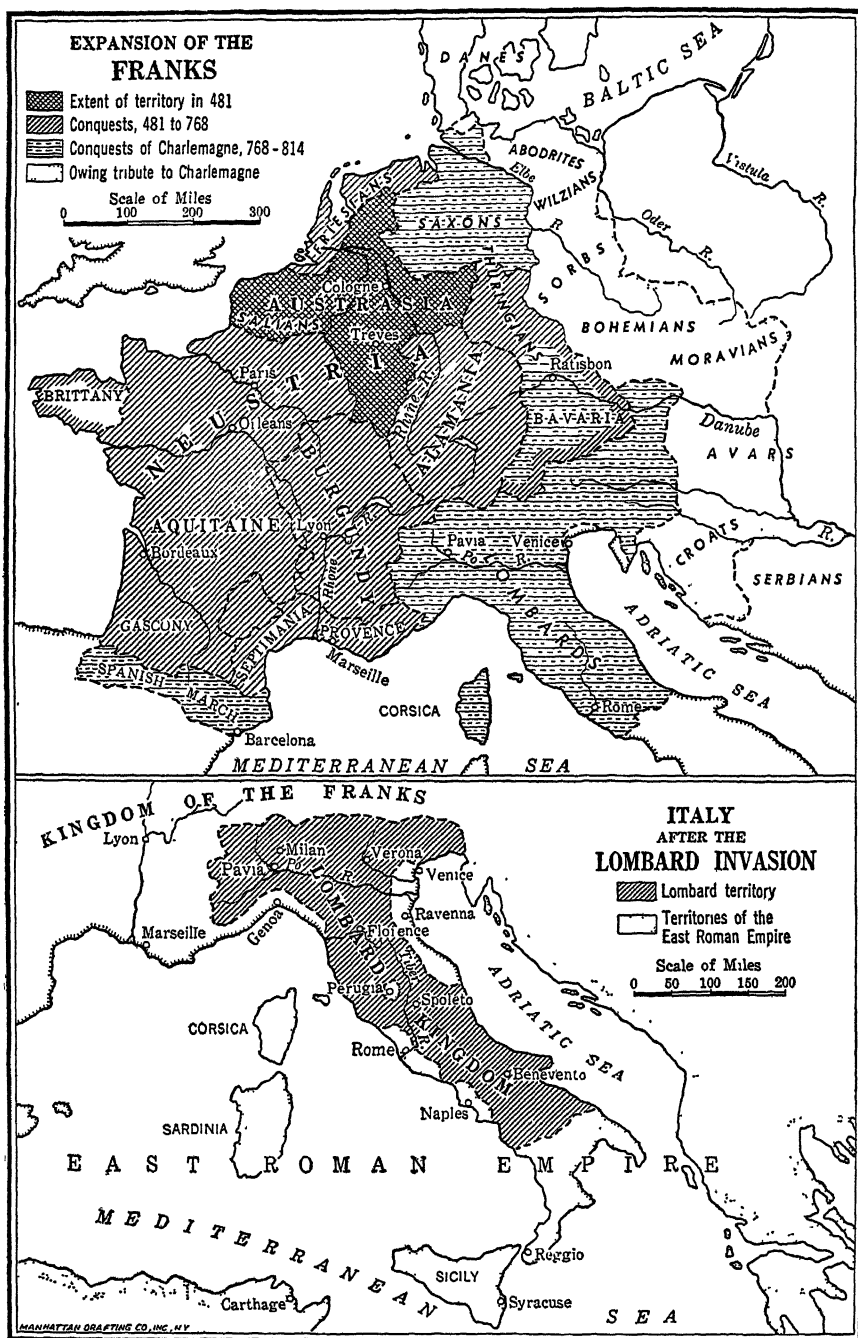 EXPANSION OF THE
FRANKS
Extent of territory in 481
Conquests, 481 to 768
Conquests of Charlemagne, 768-814
Owing tribute to Charlemagne
Scale of Miles
0 100 200 300
DANES
BALTIC SEA
ABODRITES
Elbe
R.
WILZIANS
Vistula
R.
Oder
R.
FRIESIANS
SAXONS
SORBS
THURINGIANS
Cologne
AUSTRASIA
SALIANS
Treves
BOHEMIANS
MORAVIANS
Paris
Rhine R.
Ratisbon
BRITTANY
NEUSTRIA
Orleans
ALAMANIA
BAVARIA
Danube
R.
AVARS
BURGUNDY
AQUITAINE
Lyon
R.
Bordeaux
Rhone
Pavia
Po
R.
Venice
CROATS
SERBIANS
LOMBARDS
GASCONY
SEPTIMANIA
PROVENCE
Marseille
ADRIATIC SEA
SPANISH
MARCH
CORSICA
Rome
Barcelona
MEDITERRANEAN SEA
KINGDOM OF THE FRANKS
Lyon
ITALY
AFTER THE
LOMBARD INVASION
Lombard territory
Territories of the
East Roman Empire
Scale of Miles
0 50 100 150 200
Milan
Verona
Pavia
Po
R.
Venice
Ravenna
Genoa
Marseille
Florence
LOMBARD
KINGDOM
Tiber
R.
Perugia
Spoleto
ADRIATIC SEA
CORSICA
Rome
Benevento
Naples
SARDINIA
EAST ROMAN EMPIRE
MEDITERRANEAN
SEA
Reggio
SICILY
Carthage
Syracuse
MANHATTAN DRAFTING CO., INC., N.Y.